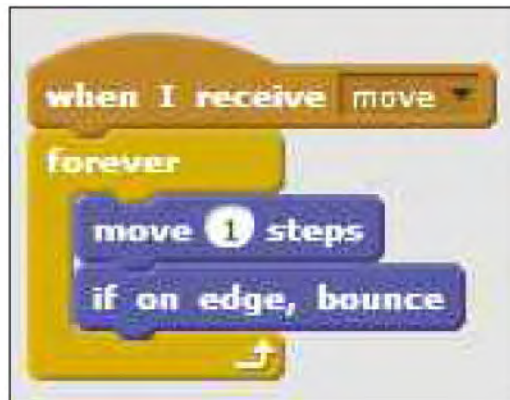 when I receive move
forever
move 1 steps
if on edge, bounce